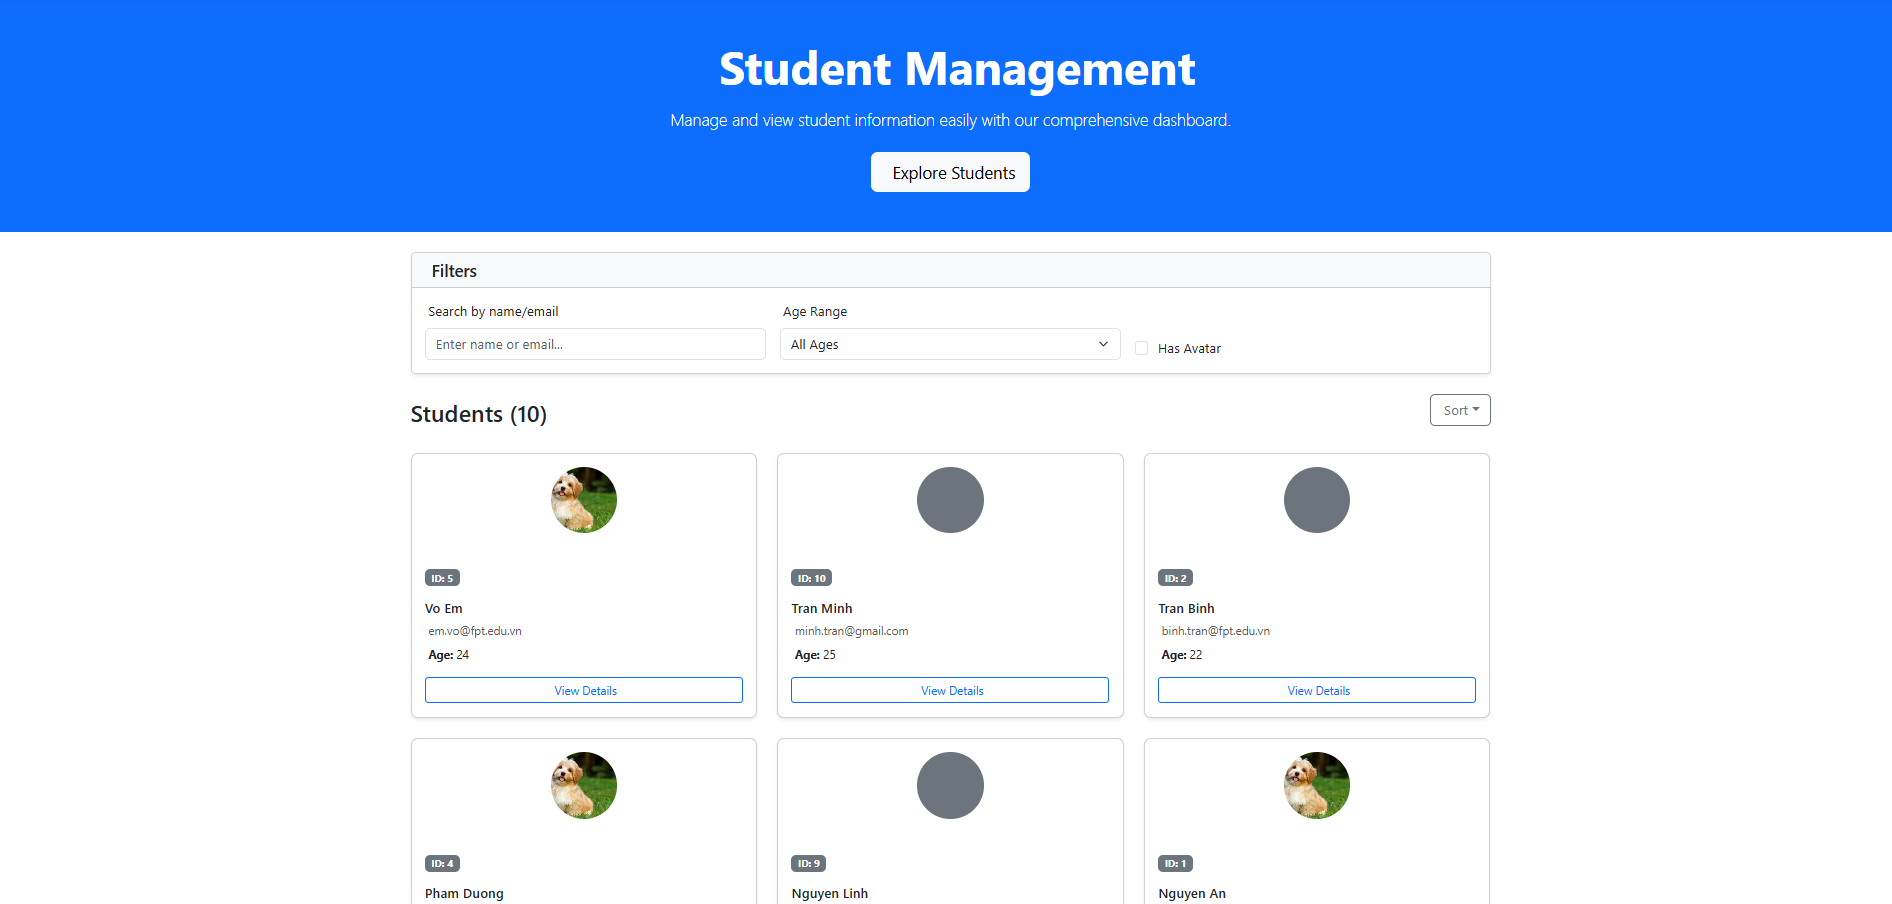 Student Management
Manage and view student information easily with our comprehensive dashboard.
Explore Students
Filters
Search by name/email
Age Range
Enter name or email...
All Ages
Has Avatar
Students (10)
Sort
ID: 5
Vo Em
em.vo@fpt.edu.vn
Age: 24
View Details
ID: 10
Tran Minh
minh.tran@gmail.com
Age: 25
View Details
ID: 2
Tran Binh
binh.tran@fpt.edu.vn
Age: 22
View Details
ID: 4
Pham Duong
ID: 9
Nguyen Linh
ID: 1
Nguyen An